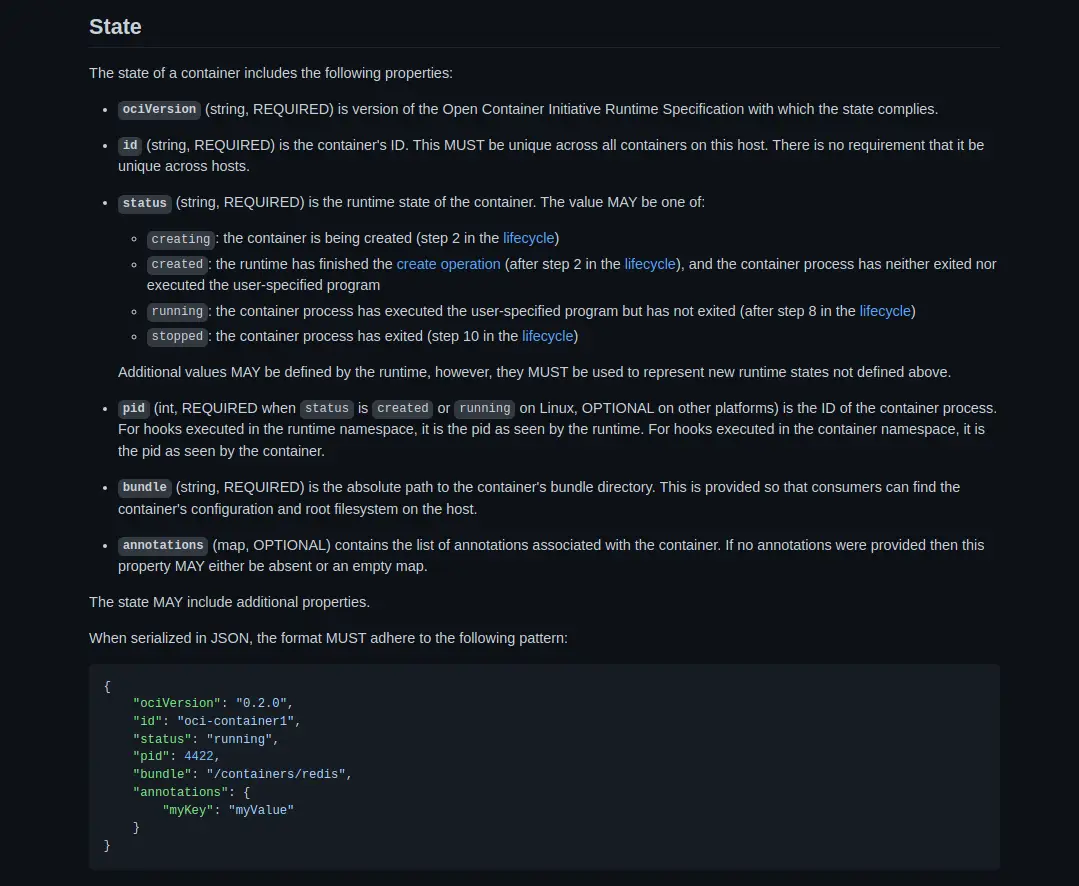 State
The state of a container includes the following properties:
• ociVersion (string, REQUIRED) is version of the Open Container Initiative Runtime Specification with which the state complies.
• id (string, REQUIRED) is the container's ID. This MUST be unique across all containers on this host. There is no requirement that it be
unique across hosts.
• status (string, REQUIRED) is the runtime state of the container. The value MAY be one of:
◦ creating: the container is being created (step 2 in the lifecycle)
◦ created: the runtime has finished the create operation (after step 2 in the lifecycle), and the container process has neither exited nor
executed the user-specified program
◦ running: the container process has executed the user-specified program but has not exited (after step 8 in the lifecycle)
◦ stopped: the container process has exited (step 10 in the lifecycle)
Additional values MAY be defined by the runtime, however, they MUST be used to represent new runtime states not defined above.
• pid (int, REQUIRED when status is created or running on Linux, OPTIONAL on other platforms) is the ID of the container process.
For hooks executed in the runtime namespace, it is the pid as seen by the runtime. For hooks executed in the container namespace, it is
the pid as seen by the container.
• bundle (string, REQUIRED) is the absolute path to the container's bundle directory. This is provided so that consumers can find the
container's configuration and root filesystem on the host.
• annotations (map, OPTIONAL) contains the list of annotations associated with the container. If no annotations were provided then this
property MAY either be absent or an empty map.
The state MAY include additional properties.
When serialized in JSON, the format MUST adhere to the following pattern:
{
    "ociVersion": "0.2.0",
    "id": "oci-container1",
    "status": "running",
    "pid": 4422,
    "bundle": "/containers/redis",
    "annotations": {
        "myKey": "myValue"
    }
}